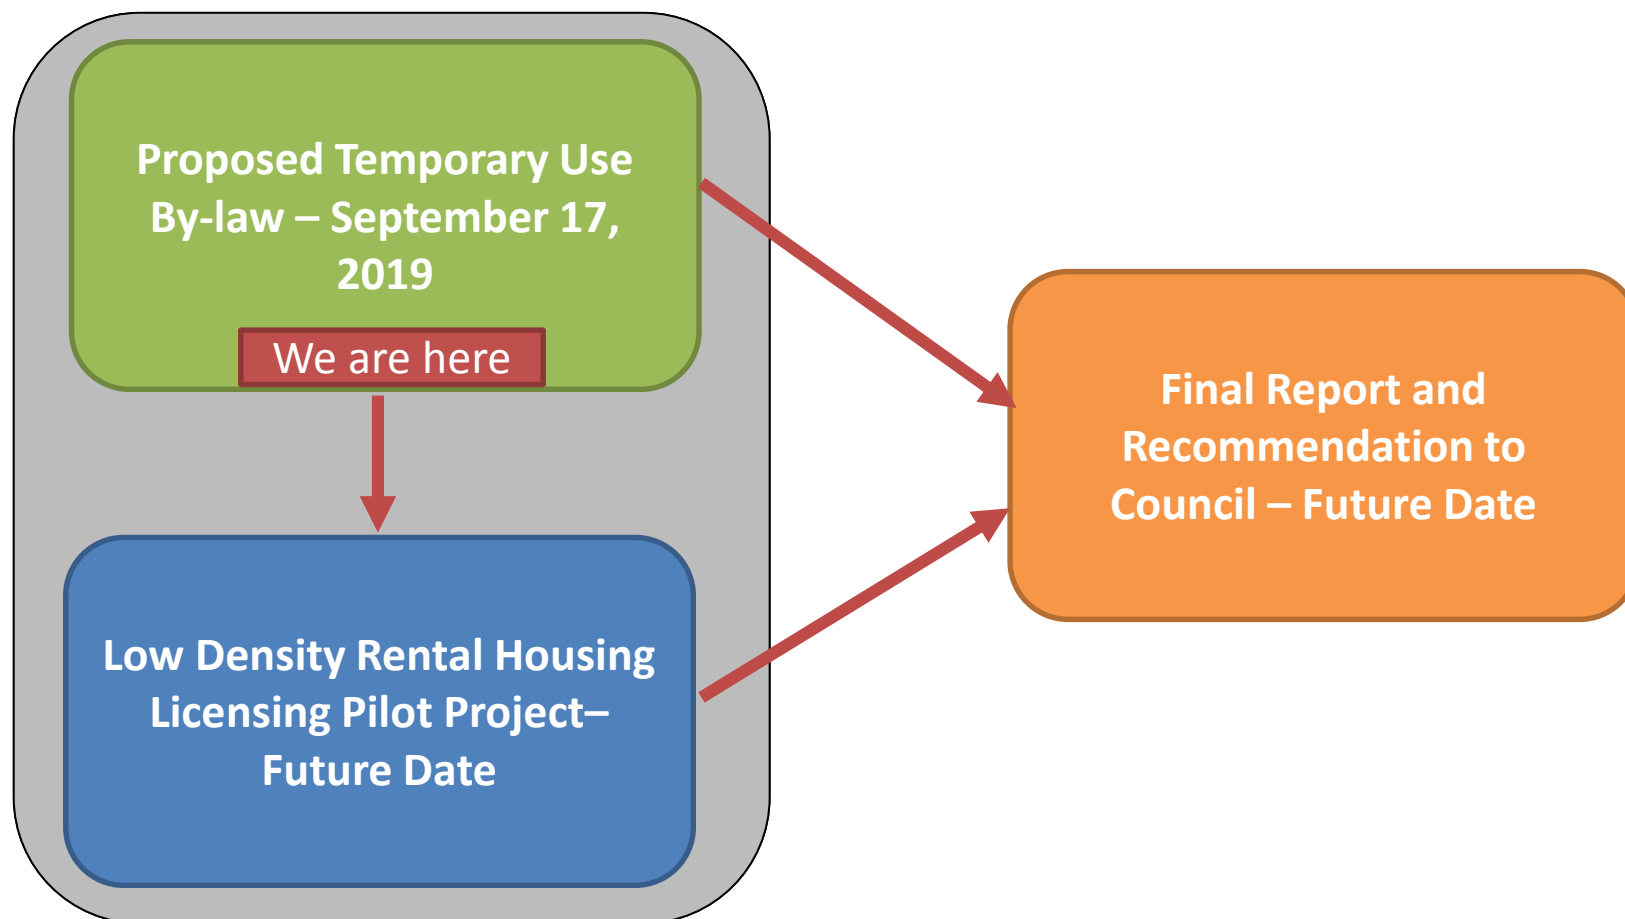 Proposed Temporary Use
By-law – September 17,
2019
We are here
Low Density Rental Housing
Licensing Pilot Project–
Future Date
Final Report and
Recommendation to
Council – Future Date